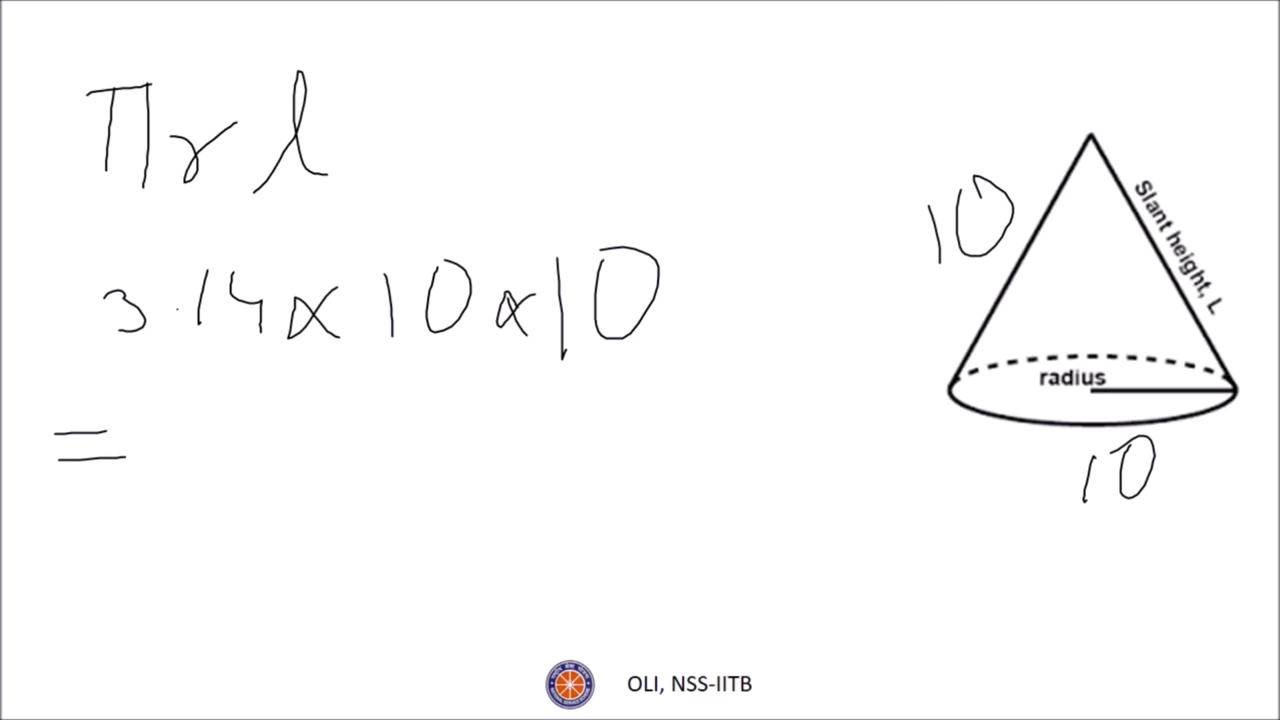 πrl
3.14x10x10
=
10
Slant height, L
radius
10
OLI, NSS-IITB